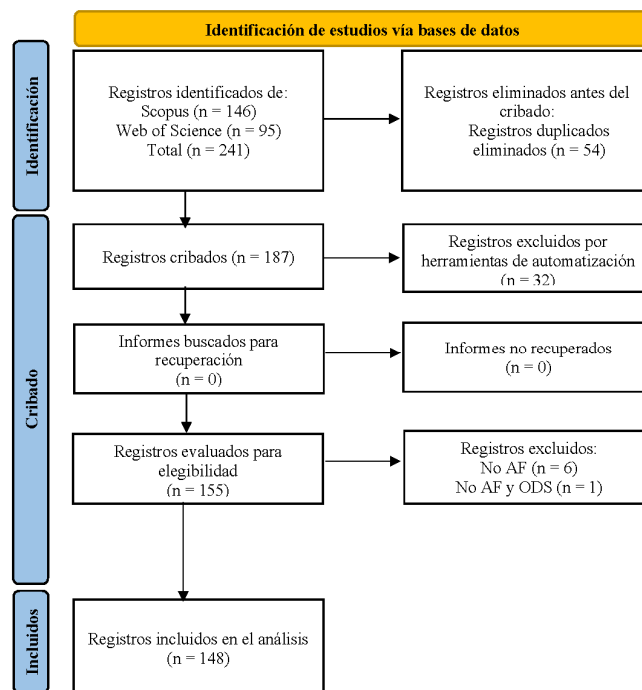 Identificación de estudios vía bases de datos
Identificación
Registros identificados de:
Scopus (n = 146)
Web of Science (n = 95)
Total (n = 241)
Registros eliminados antes del
cribado:
Registros duplicados
eliminados (n = 54)
Cribado
Registros cribados (n = 187)
Registros excluidos por
herramientas de automatización
(n = 32)
Informes buscados para
recuperación
(n = 0)
Informes no recuperados
(n = 0)
Registros evaluados para
elegibilidad
(n = 155)
Registros excluidos:
No AF (n = 6)
No AF y ODS (n = 1)
Incluidos
Registros incluidos en el análisis
(n = 148)